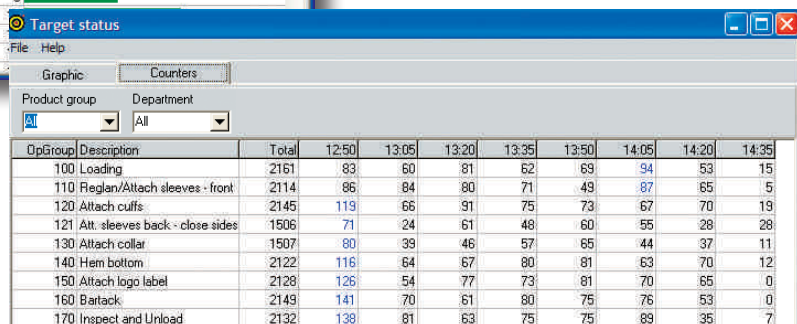 Target status
File Help
Graphic Counters
Product group Department
All All
OpGroup Description Total 12:50 13:05 13:20 13:35 13:50 14:05 14:20 14:35
100 Loading 2161 83 60 81 62 69 94 53 15
110 Reglan/Attach sleeves - front 2114 86 84 80 71 49 87 65 5
120 Attach cuffs 2145 119 66 91 75 73 67 70 19
121 Att. sleeves back - close sides 1506 71 24 61 48 60 55 28 28
130 Attach collar 1507 80 39 46 57 65 44 37 11
140 Hem bottom 2122 116 64 67 80 81 63 70 12
150 Attach logo label 2128 126 54 77 73 81 70 65 0
160 Bartack 2149 141 70 61 80 75 76 53 0
170 Inspect and Unload 2132 138 81 63 75 75 89 35 7